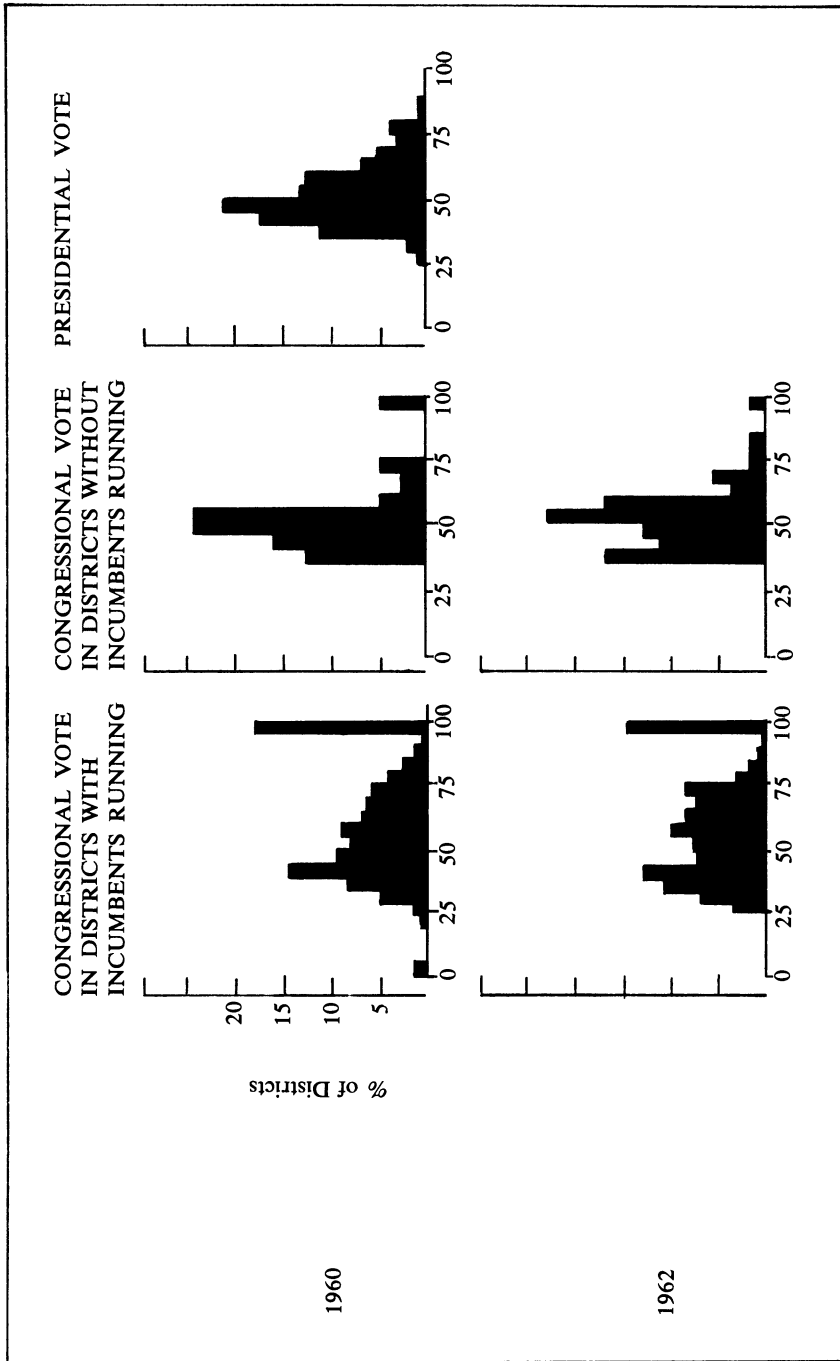 CONGRESSIONAL VOTE
IN DISTRICTS WITH
INCUMBENTS RUNNING
CONGRESSIONAL VOTE
IN DISTRICTS WITHOUT
INCUMBENTS RUNNING
PRESIDENTIAL VOTE
1960
% of Districts
20
15
10
5
0 25 50 75 100
0 25 50 75 100
0 25 50 75 100
1962
0 25 50 75 100
0 25 50 75 100